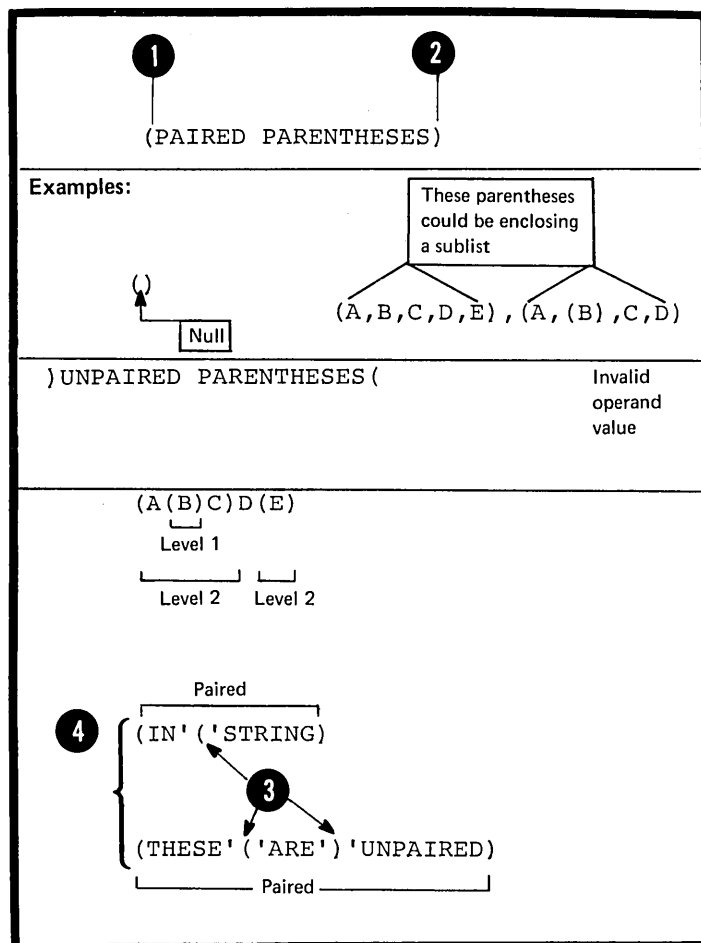 1 2
(PAIRED PARENTHESES)
Examples:
These parentheses
could be enclosing
a sublist
()
(A,B,C,D,E),(A,(B),C,D)
Null
)UNPAIRED PARENTHESES(
Invalid
operand
value
(A(B)C)D(E)
Level 1
Level 2 Level 2
Paired
4
(IN'('STRING)
3
(THESE'('ARE')'UNPAIRED)
Paired